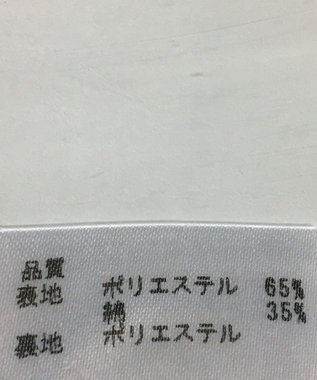 品質
表地 ポリエステル 65%
綿 35%
裏地 ポリエステル